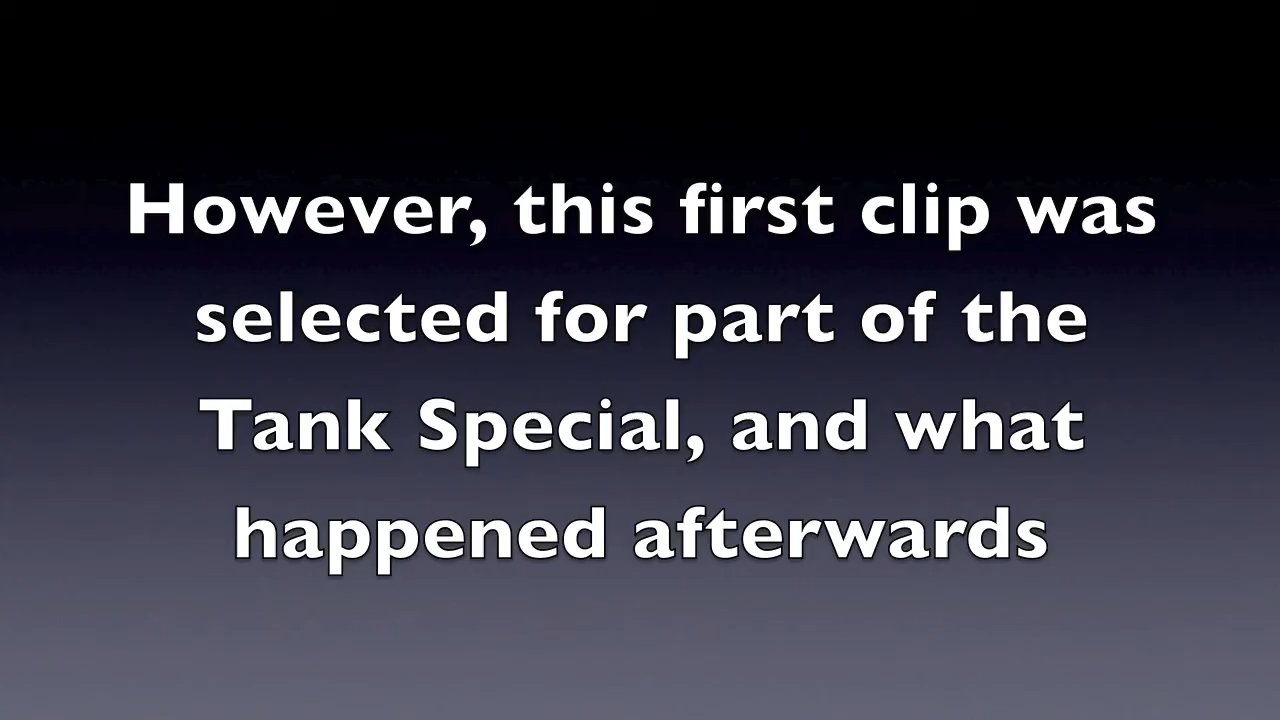 However, this first clip was
selected for part of the
Tank Special, and what
happened afterwards